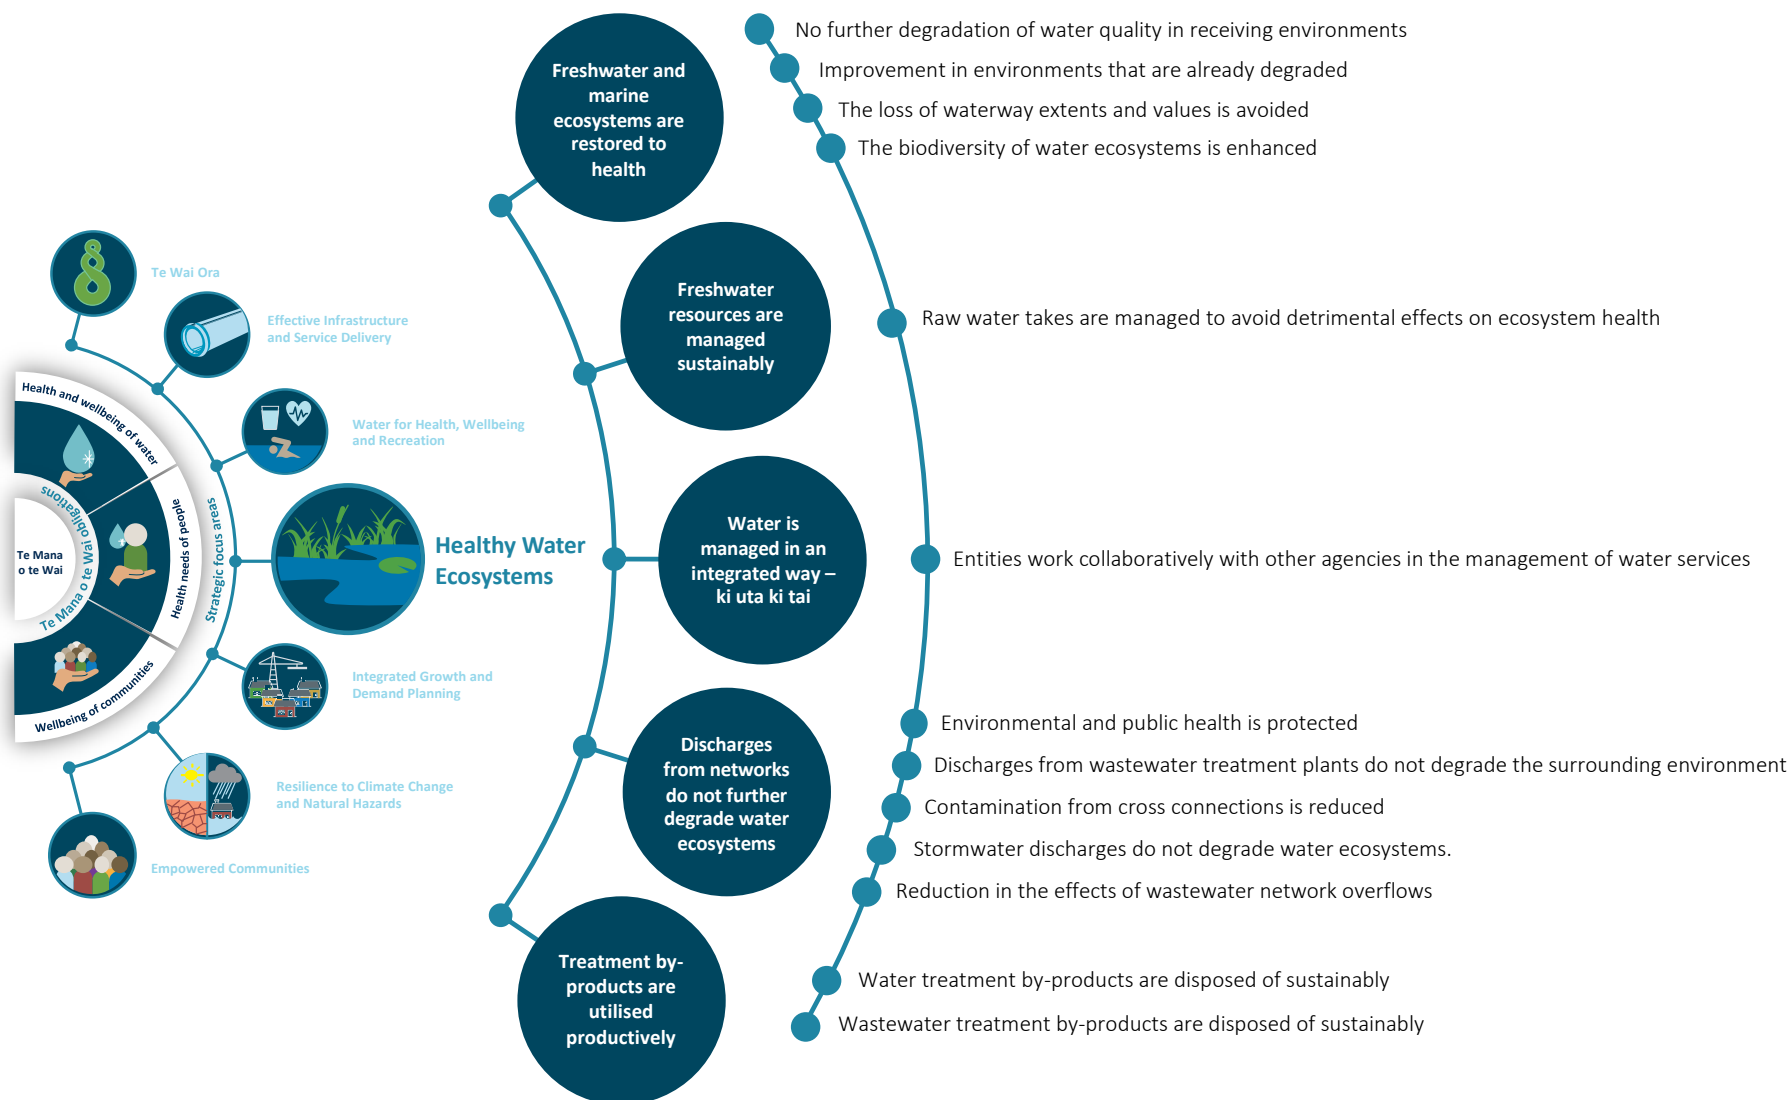 Te Mana
o te Wai
Te Mana o te Wai obligations
Health and wellbeing of water
Health needs of people
Wellbeing of communities
Strategic focus areas
Te Wai Ora
Effective Infrastructure
and Service Delivery
Water for Health, Wellbeing
and Recreation
Healthy Water
Ecosystems
Integrated Growth and
Demand Planning
Resilience to Climate Change
and Natural Hazards
Empowered Communities
Freshwater and
marine
ecosystems are
restored to
health
Freshwater
resources are
managed
sustainably
Water is
managed in an
integrated way –
ki uta ki tai
Discharges
from networks
do not further
degrade water
ecosystems
Treatment by-
products are
utilised
productively
No further degradation of water quality in receiving environments
Improvement in environments that are already degraded
The loss of waterway extents and values is avoided
The biodiversity of water ecosystems is enhanced
Raw water takes are managed to avoid detrimental effects on ecosystem health
Entities work collaboratively with other agencies in the management of water services
Environmental and public health is protected
Discharges from wastewater treatment plants do not degrade the surrounding environment
Contamination from cross connections is reduced
Stormwater discharges do not degrade water ecosystems.
Reduction in the effects of wastewater network overflows
Water treatment by-products are disposed of sustainably
Wastewater treatment by-products are disposed of sustainably